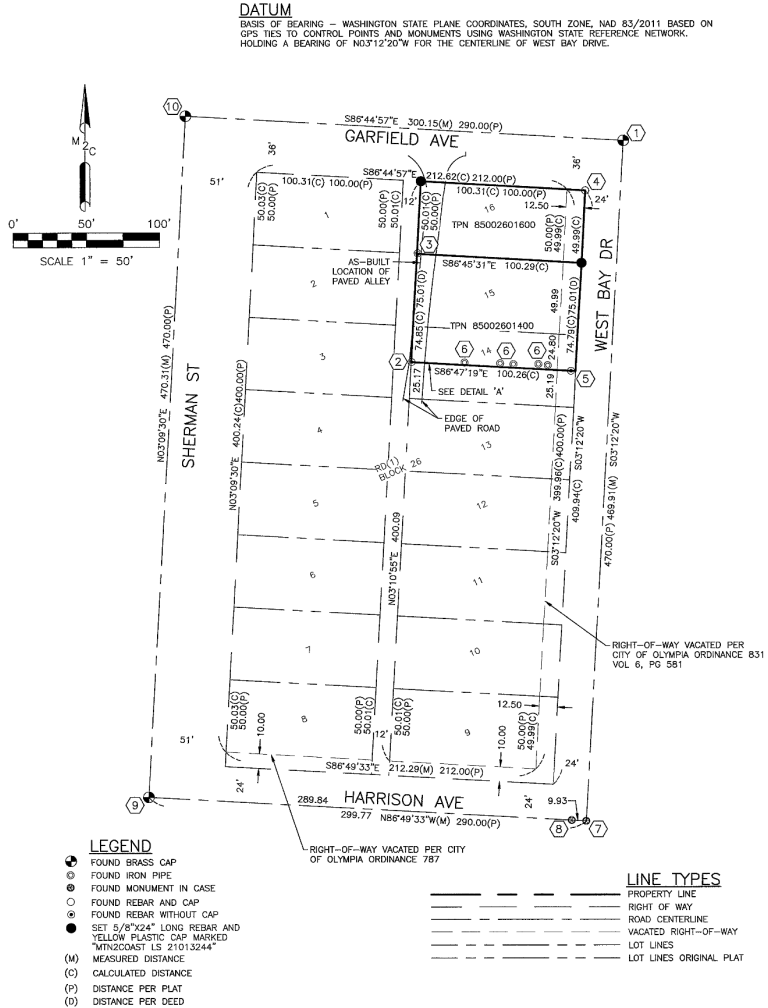 DATUM
BASIS OF BEARING – WASHINGTON STATE PLANE COORDINATES, SOUTH ZONE, NAD 83/2011 BASED ON
GPS TIES TO CONTROL POINTS AND MONUMENTS USING WASHINGTON STATE REFERENCE NETWORK.
HOLDING A BEARING OF N03°12'20"W FOR THE CENTERLINE OF WEST BAY DRIVE.
10
S86°44'57"E 300.15(M) 290.00(P)
GARFIELD AVE
1
M 2 C
36'
36'
51'
S86°44'57"E 212.62(C) 212.00(P)
4
100.31(C) 100.00(P)
12'
100.31(C) 100.00(P)
24'
12.50
50.03(C)
50.00(P)
1
50.00(P)
50.01(C)
50.01(C)
50.00(P)
16
TPN 85002601600
50.00(P)
49.99(C)
49.99(C)
0' 50' 100'
SCALE 1" = 50'
3
AS–BUILT
LOCATION OF
PAVED ALLEY
S86°45'31"E 100.29(C)
2
15
74.85(C) 75.01(D)
49.99
74.79(C) 75.01(D)
WEST BAY DR
TPN 85002601400
3
14
24.80
2
6
6
6
S86°47'19"E 100.26(C)
5
25.17
SEE DETAIL 'A'
25.19
EDGE OF
PAVED ROAD
N03°09'30"E 470.31(M) 470.00(P)
SHERMAN ST
N03°09'30"E 400.24(C)400.00(P)
4
13
RD(1)
BLOCK 26
5
12
S03°12'20"W 399.96(C)400.00(P)
409.94(C) S03°12'20"W
470.00(P) 469.91(M) S03°12'20"W
N03°10'55"E 400.09
6
11
7
10
RIGHT–OF–WAY VACATED PER
CITY OF OLYMPIA ORDINANCE 831
VOL 6, PG 581
50.03(C)
50.00(P)
10.00
8
50.00(P)
50.01(C)
50.01(C)
50.00(P)
9
12.50
10.00
50.00(P)
49.99(C)
51'
12'
S86°49'33"E 212.29(M) 212.00(P)
24'
24'
24'
9
289.84
HARRISON AVE
9.93
299.77 N86°49'33"W(M) 290.00(P)
8
7
RIGHT–OF–WAY VACATED PER CITY
OF OLYMPIA ORDINANCE 787
LEGEND
FOUND BRASS CAP
FOUND IRON PIPE
FOUND MONUMENT IN CASE
FOUND REBAR AND CAP
FOUND REBAR WITHOUT CAP
SET 5/8"X24" LONG REBAR AND
YELLOW PLASTIC CAP MARKED
"MTN2COAST LS 21013244"
(M) MEASURED DISTANCE
(C) CALCULATED DISTANCE
(P) DISTANCE PER PLAT
(D) DISTANCE PER DEED
LINE TYPES
PROPERTY LINE
RIGHT OF WAY
ROAD CENTERLINE
VACATED RIGHT–OF–WAY
LOT LINES
LOT LINES ORIGINAL PLAT